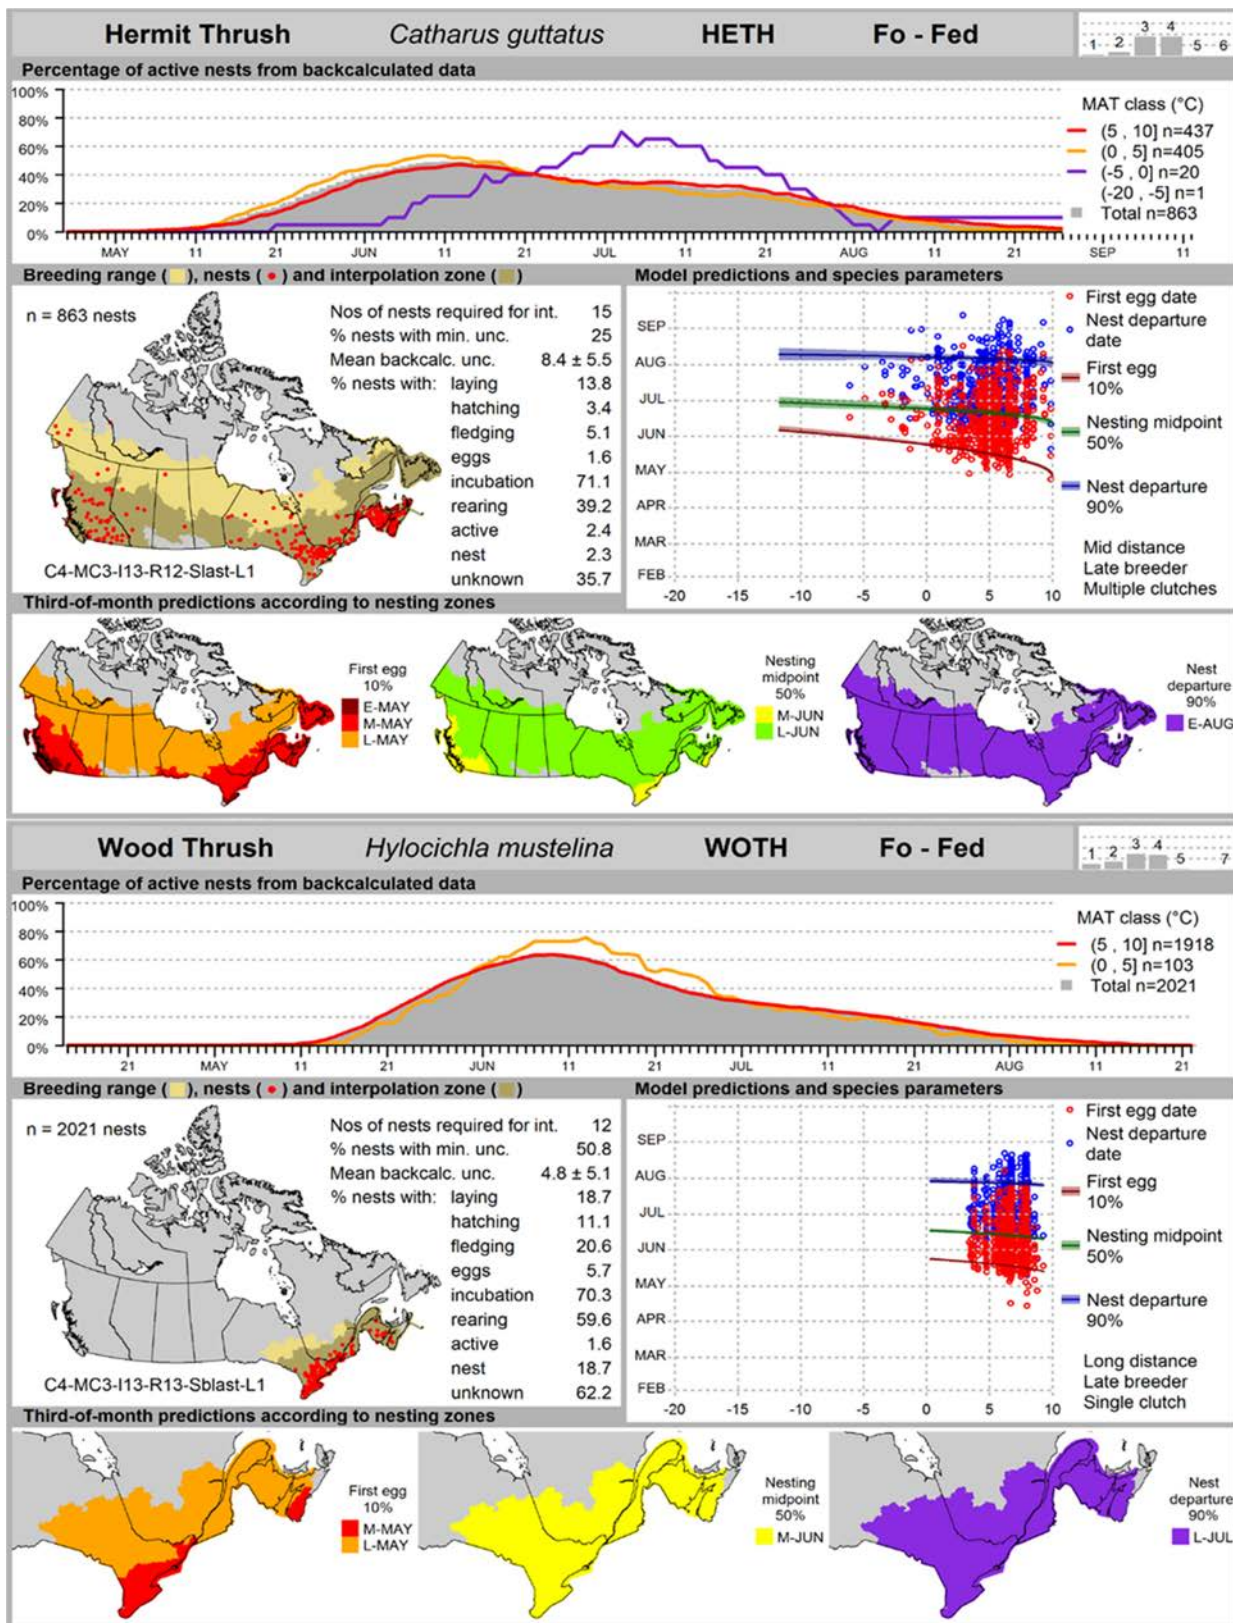 Hermit Thrush Catharus guttatus HETH Fo - Fed
1 2 3 4 5 6
Percentage of active nests from backcalculated data
100%
80%
60%
40%
20%
0%
MAY 11 21 JUN 11 21 JUL 11 21 AUG 11 21 SEP 11
MAT class (°C)
(5 , 10] n=437
(0 , 5] n=405
(-5 , 0] n=20
(-20 , -5] n=1
Total n=863
Breeding range ( ), nests ( ) and interpolation zone ( )
n = 863 nests
Nos of nests required for int. 15
% nests with min. unc. 25
Mean backcalc. unc. 8.4 ± 5.5
% nests with: laying 13.8
hatching 3.4
fledging 5.1
eggs 1.6
incubation 71.1
rearing 39.2
active 2.4
nest 2.3
unknown 35.7
C4-MC3-I13-R12-Slast-L1
Model predictions and species parameters
SEP
AUG
JUL
JUN
MAY
APR
MAR
FEB
-20 -15 -10 -5 0 5 10
First egg date
Nest departure
date
First egg
10%
Nesting midpoint
50%
Nest departure
90%
Mid distance
Late breeder
Multiple clutches
Third-of-month predictions according to nesting zones
First egg
10%
E-MAY
M-MAY
L-MAY
Nesting
midpoint
50%
M-JUN
L-JUN
Nest
departure
90%
E-AUG
Wood Thrush Hylocichla mustelina WOTH Fo - Fed
1 2 3 4 5 7
Percentage of active nests from backcalculated data
100%
80%
60%
40%
20%
0%
21 MAY 11 21 JUN 11 21 JUL 11 21 AUG 11 21
MAT class (°C)
(5 , 10] n=1918
(0 , 5] n=103
Total n=2021
Breeding range ( ), nests ( ) and interpolation zone ( )
n = 2021 nests
Nos of nests required for int. 12
% nests with min. unc. 50.8
Mean backcalc. unc. 4.8 ± 5.1
% nests with: laying 18.7
hatching 11.1
fledging 20.6
eggs 5.7
incubation 70.3
rearing 59.6
active 1.6
nest 18.7
unknown 62.2
C4-MC3-I13-R13-Sblast-L1
Model predictions and species parameters
SEP
AUG
JUL
JUN
MAY
APR
MAR
FEB
-20 -15 -10 -5 0 5 10
First egg date
Nest departure
date
First egg
10%
Nesting midpoint
50%
Nest departure
90%
Long distance
Late breeder
Single clutch
Third-of-month predictions according to nesting zones
First egg
10%
M-MAY
L-MAY
Nesting
midpoint
50%
M-JUN
Nest
departure
90%
L-JUL